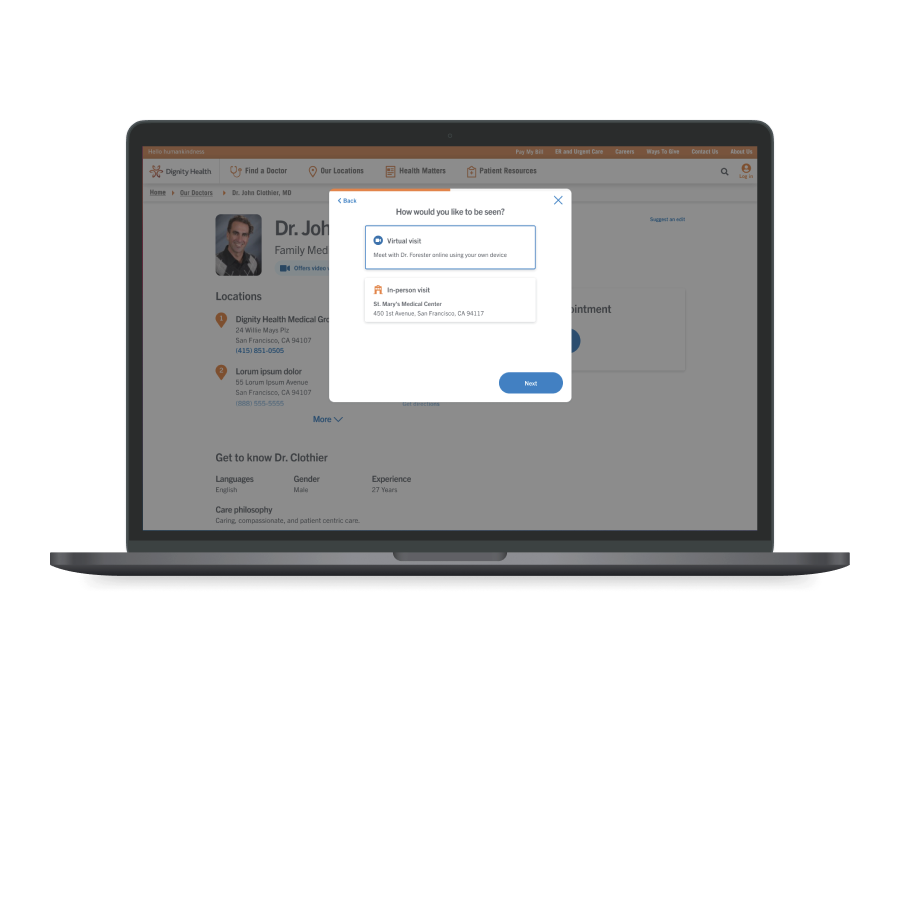 Hello humankindness
Pay My Bill ER and Urgent Care Careers Ways To Give Contact Us About Us
Dignity Health Find a Doctor Our Locations Health Matters Patient Resources Log in
Home Our Doctors Dr. John Clothier, MD
Back
How would you like to be seen?
Virtual visit
Meet with Dr. Forester online using your own device
In-person visit
St. Mary's Medical Center
450 1st Avenue, San Francisco, CA 94117
Next
Suggest an edit
Dr. Joh
Family Med
Offers video v
Locations
1 Dignity Health Medical Gro
24 Willie Mays Plz
San Francisco, CA 94107
(415) 851-0505
2 Lorum ipsum dolor
55 Lorum Ipsum Avenue
San Francisco, CA 94107
(888) 555-5555
Get directions
More
ointment
Get to know Dr. Clothier
Languages Gender Experience
English Male 27 Years
Care philosophy
Caring, compassionate, and patient centric care.